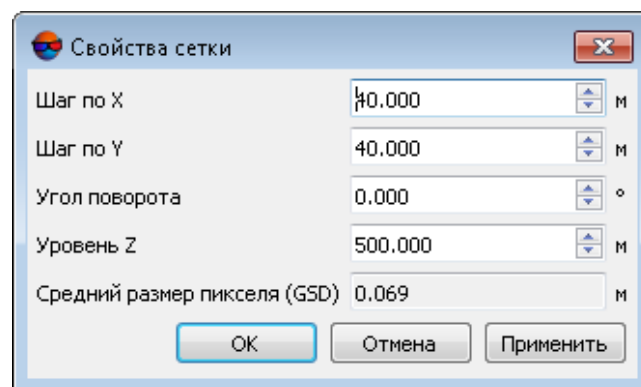 Свойства сетки
Шаг по X 40.000 м
Шаг по Y 40.000 м
Угол поворота 0.000 °
Уровень Z 500.000 м
Средний размер пикселя (GSD) 0.069 м
OK Отмена Применить